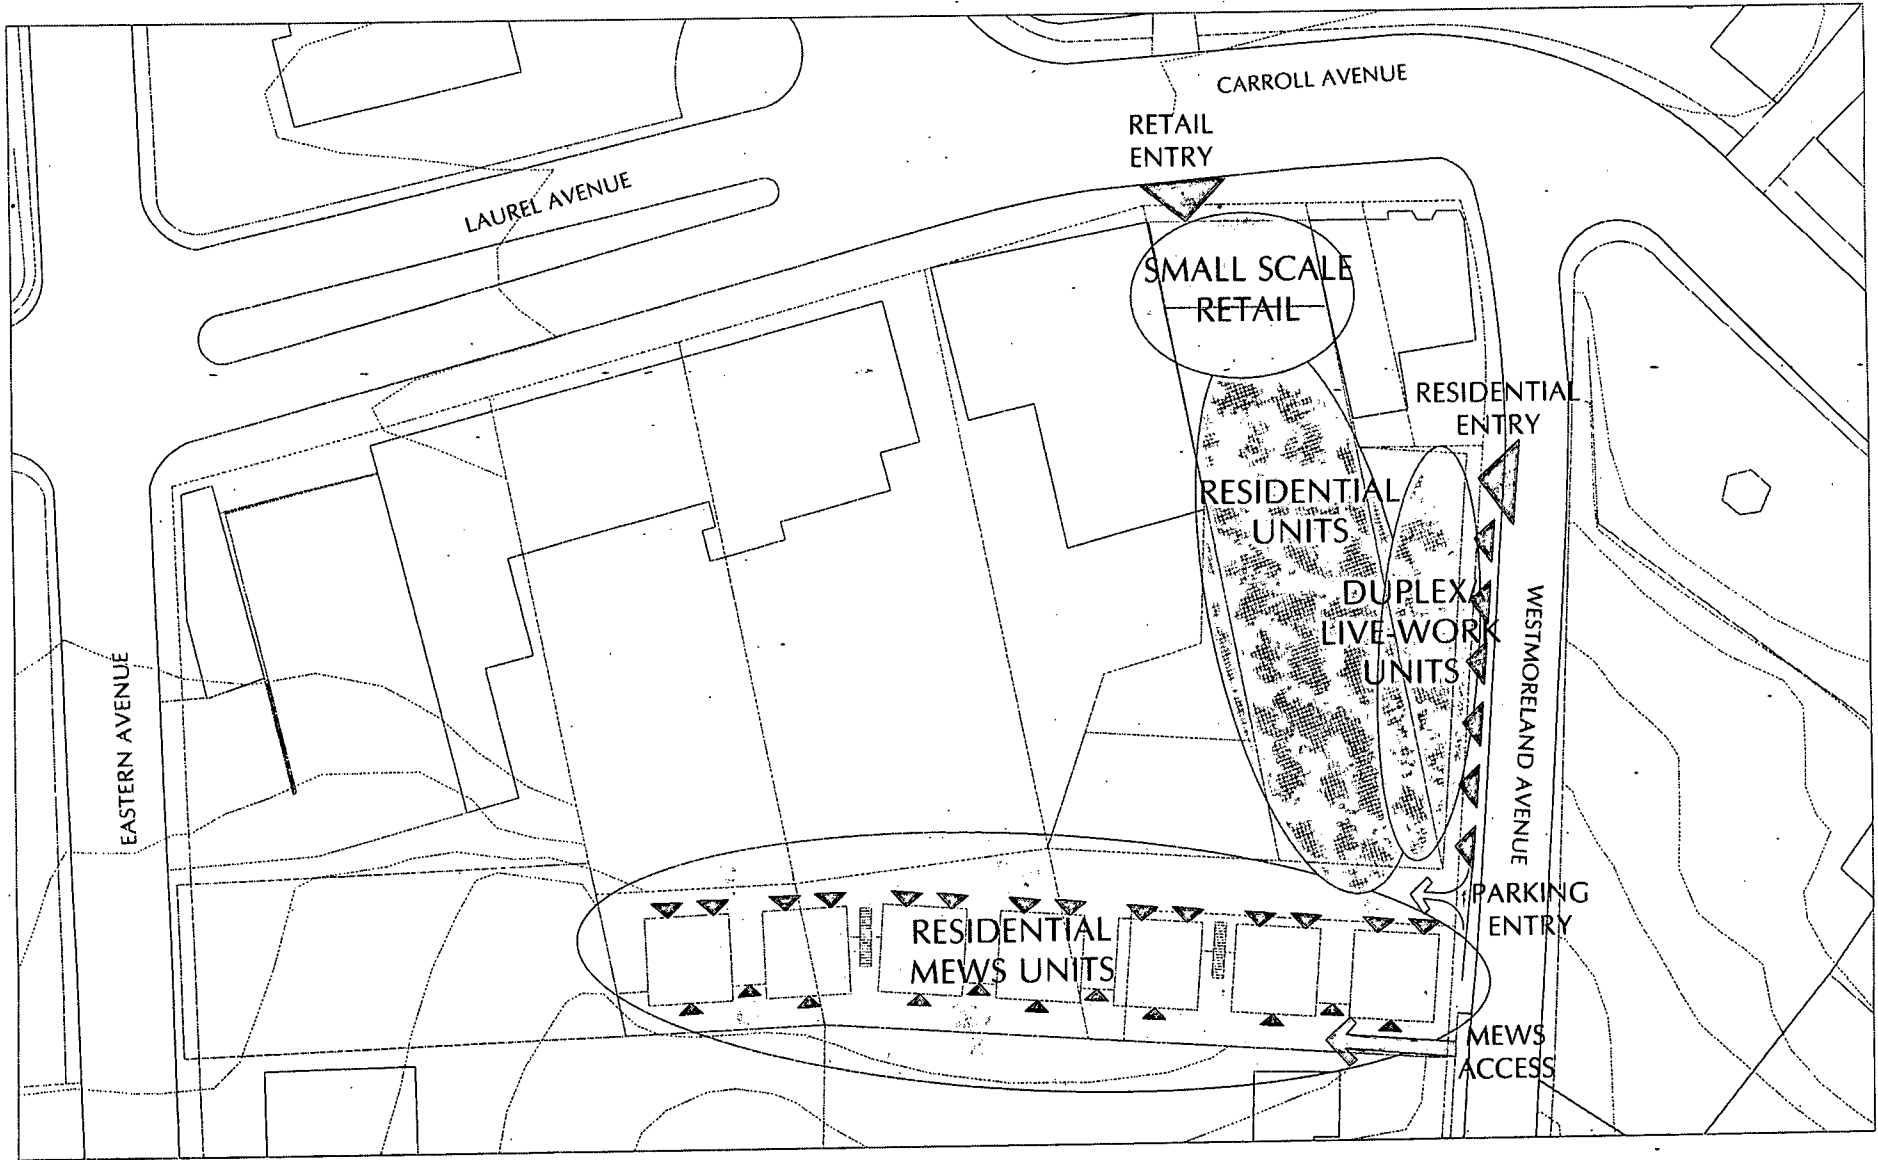 CARROLL AVENUE
RETAIL
ENTRY
LAUREL AVENUE
SMALL SCALE
RETAIL
RESIDENTIAL
ENTRY
RESIDENTIAL
UNITS
DUPLEX/
LIVE-WORK
UNITS
WESTMORELAND AVENUE
EASTERN AVENUE
PARKING
ENTRY
RESIDENTIAL
MEWS UNITS
MEWS
ACCESS